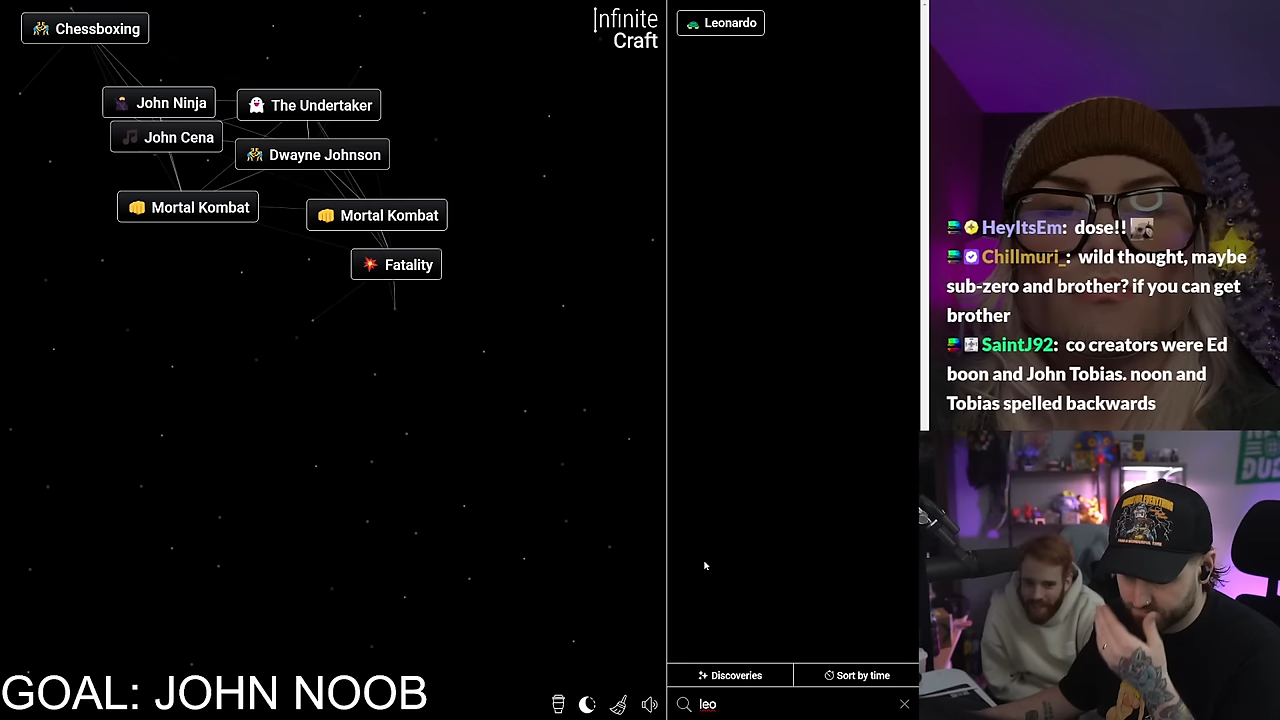 Chessboxing
Infinite
Craft
Leonardo
John Ninja
The Undertaker
John Cena
Dwayne Johnson
Mortal Kombat
Mortal Kombat
Fatality
HeyItsEm: dose!!
Chillmuri_: wild thought, maybe
sub-zero and brother? if you can get
brother
SaintJ92: co creators were Ed
boon and John Tobias. noon and
Tobias spelled backwards
Discoveries
Sort by time
leo
GOAL: JOHN NOOB